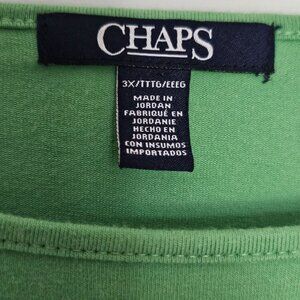 CHAPS
3X/TTTG/EEEG
MADE IN
JORDAN
FABRIQUÉ EN
JORDANIE
HECHO EN
JORDANIA
CON INSUMOS
IMPORTADOS